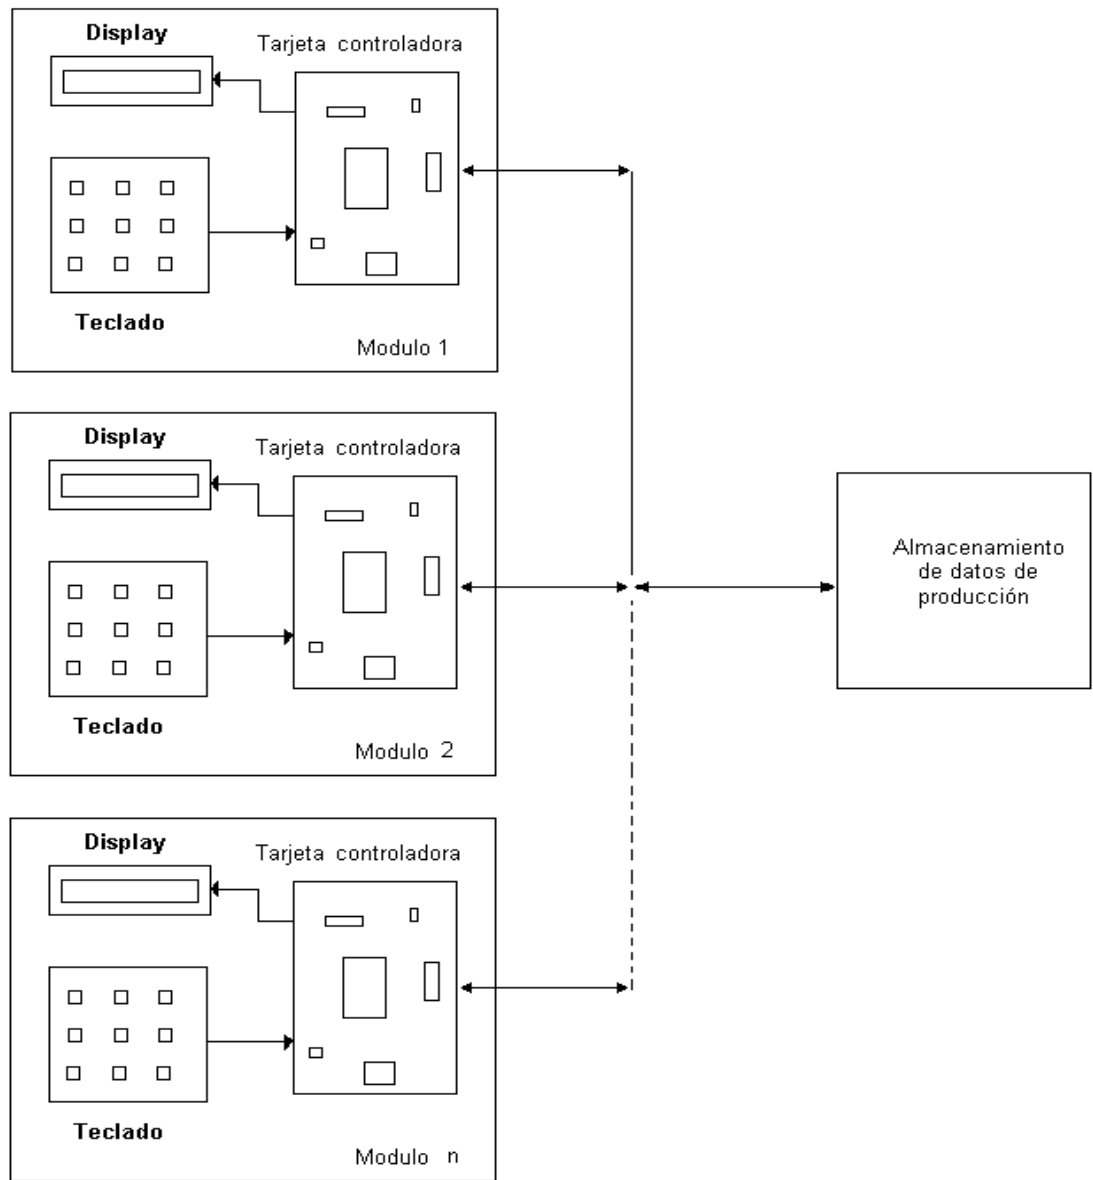 Display
Tarjeta controladora
Teclado
Modulo 1
Display
Tarjeta controladora
Teclado
Modulo 2
Almacenamiento
de datos de
producción
Display
Tarjeta controladora
Teclado
Modulo n